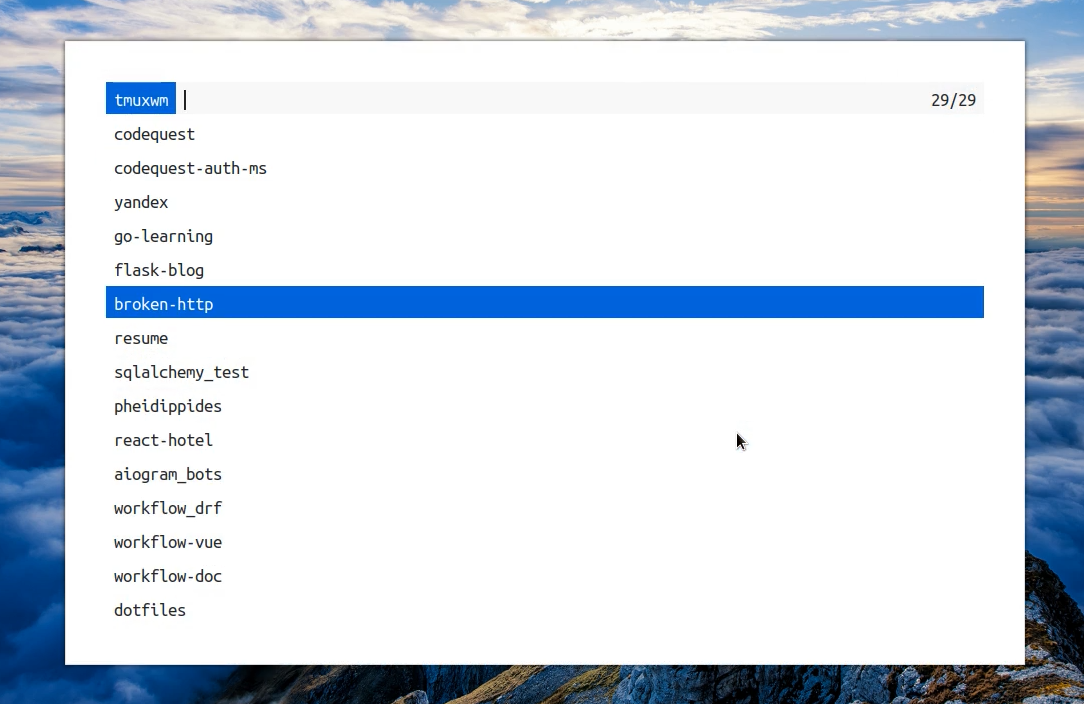 tmuxwm 29/29
codequest
codequest-auth-ms
yandex
go-learning
flask-blog
broken-http
resume
sqlalchemy_test
pheidippides
react-hotel
aiogram_bots
workflow_drf
workflow-vue
workflow-doc
dotfiles